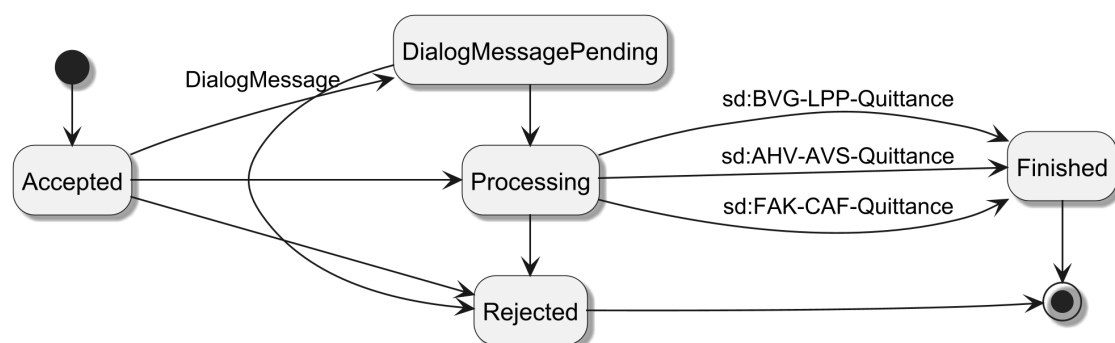 DialogMessagePending
DialogMessage
sd:BVG-LPP-Quittance
Accepted
Processing
sd:AHV-AVS-Quittance
Finished
sd:FAK-CAF-Quittance
Rejected